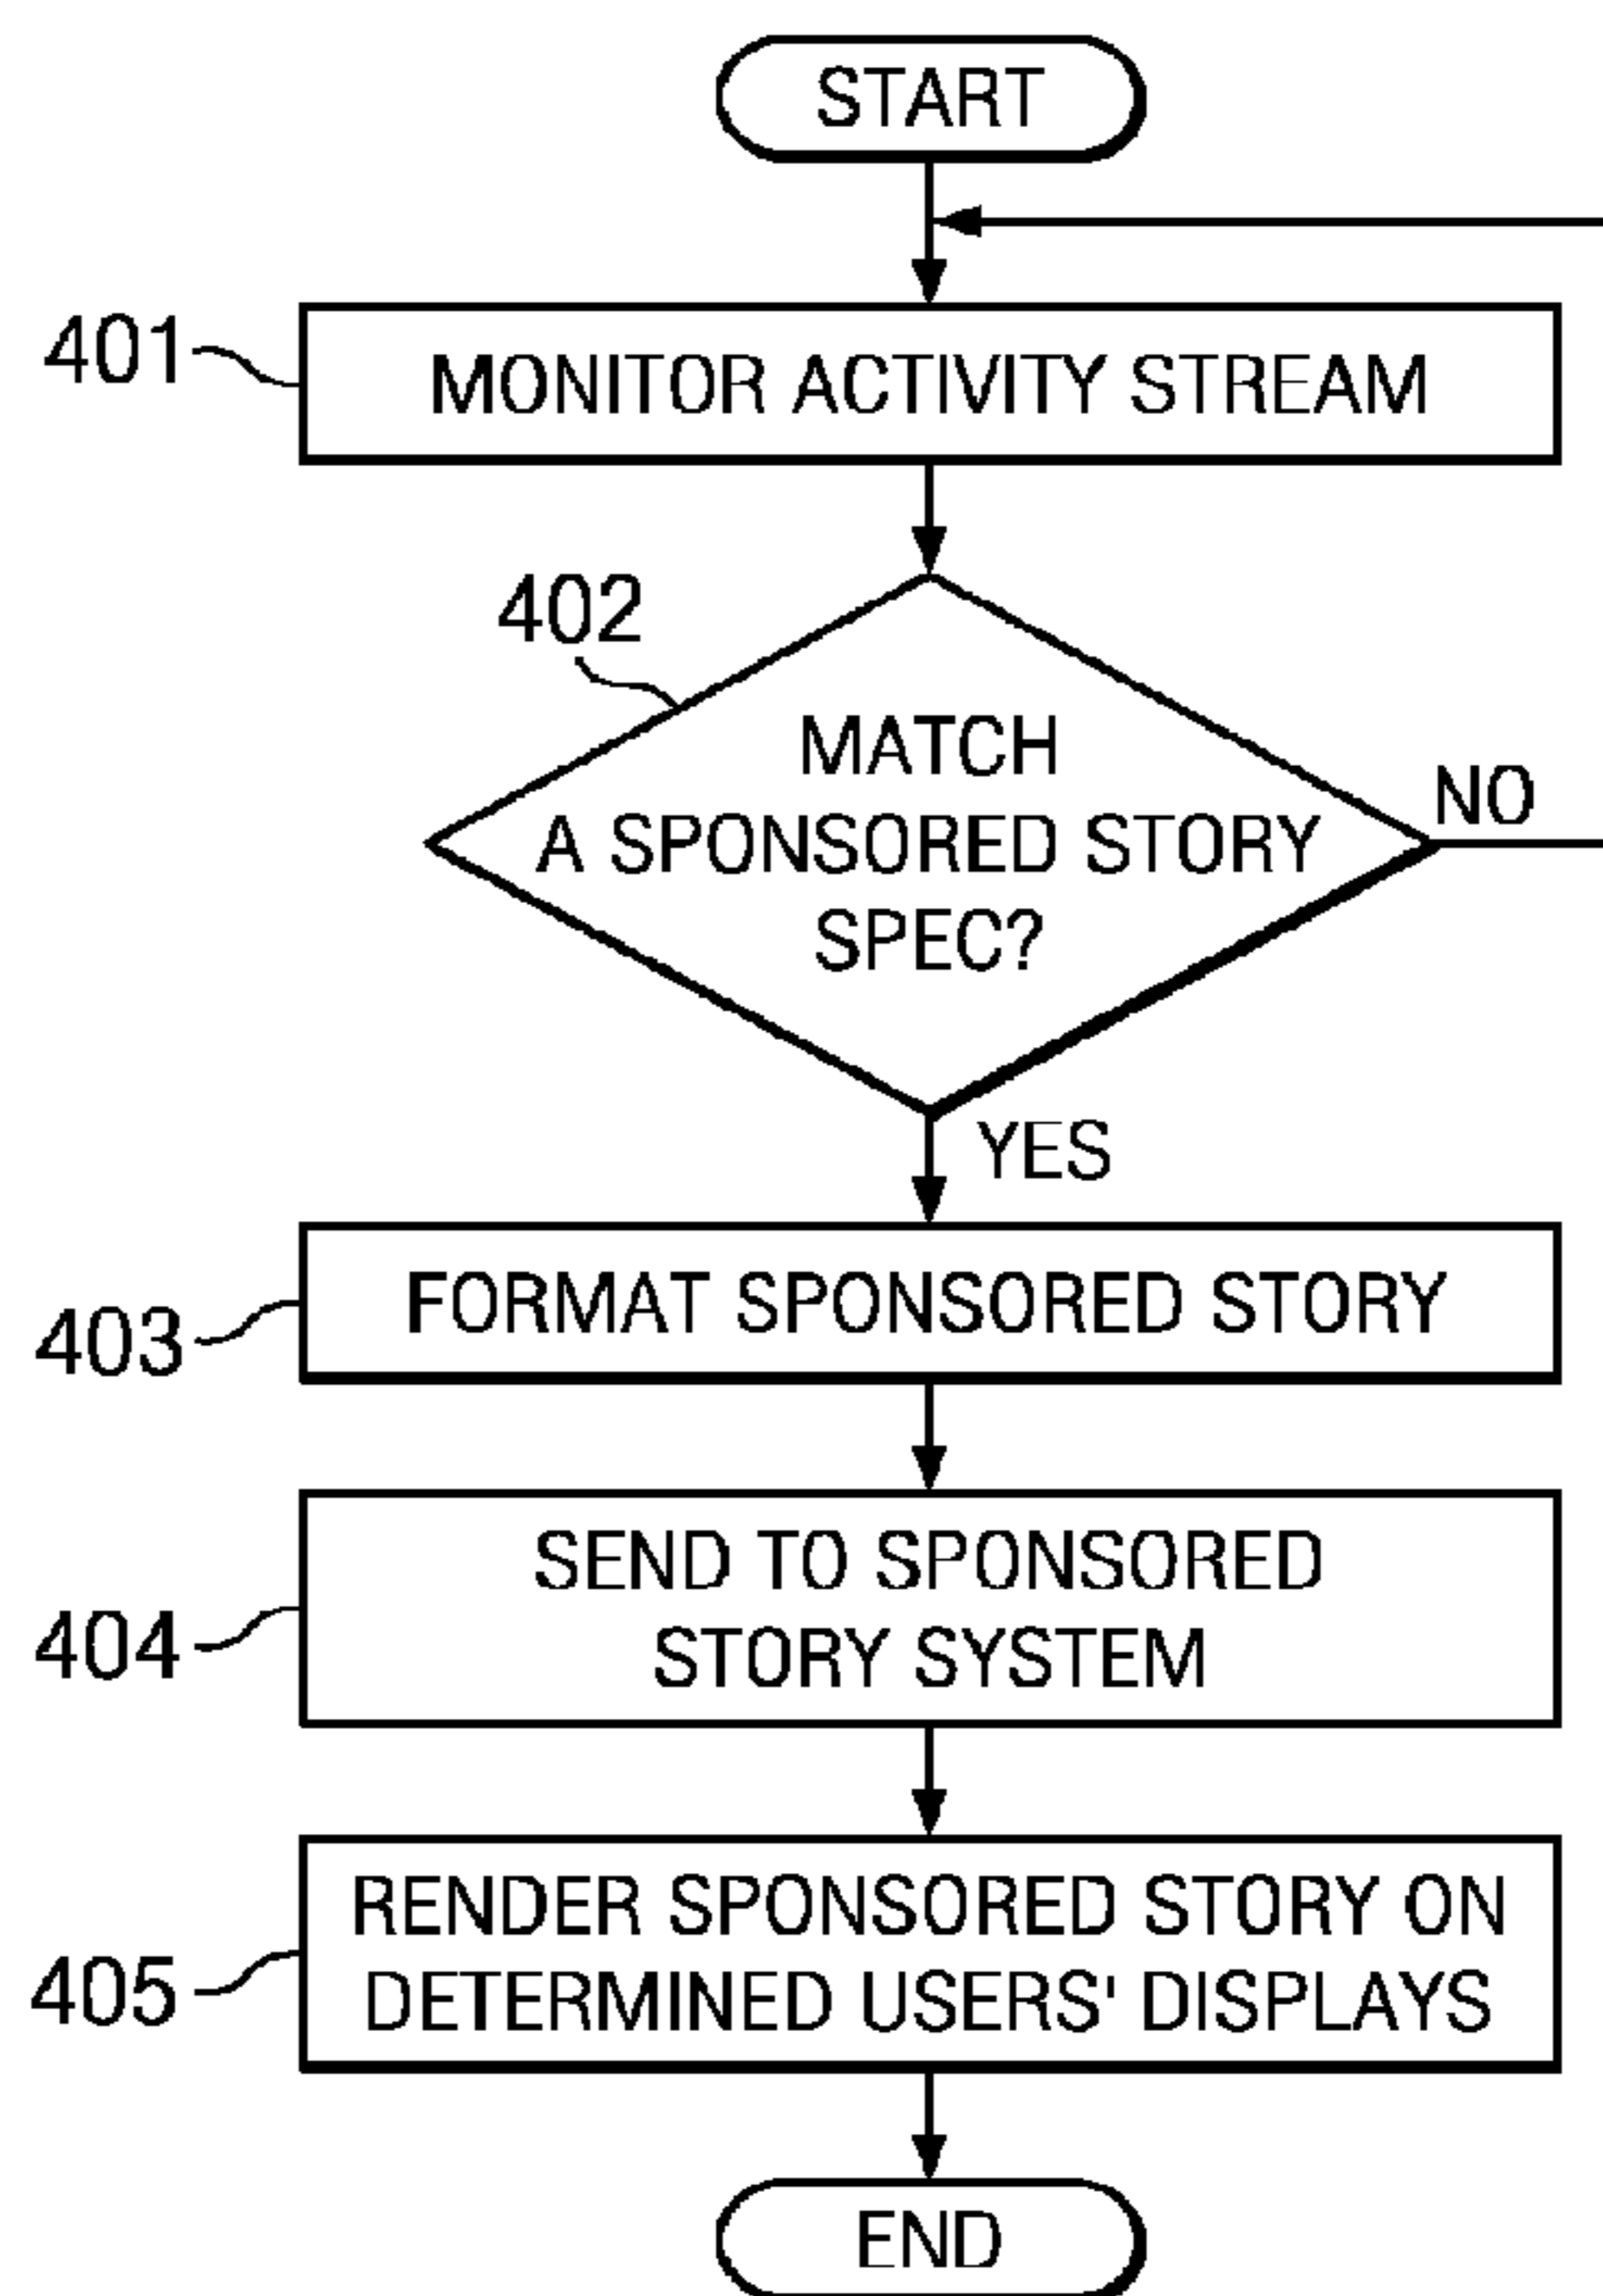 START
401
MONITOR ACTIVITY STREAM
402
MATCH
A SPONSORED STORY
SPEC?
NO
YES
403
FORMAT SPONSORED STORY
404
SEND TO SPONSORED
STORY SYSTEM
405
RENDER SPONSORED STORY ON
DETERMINED USERS' DISPLAYS
END